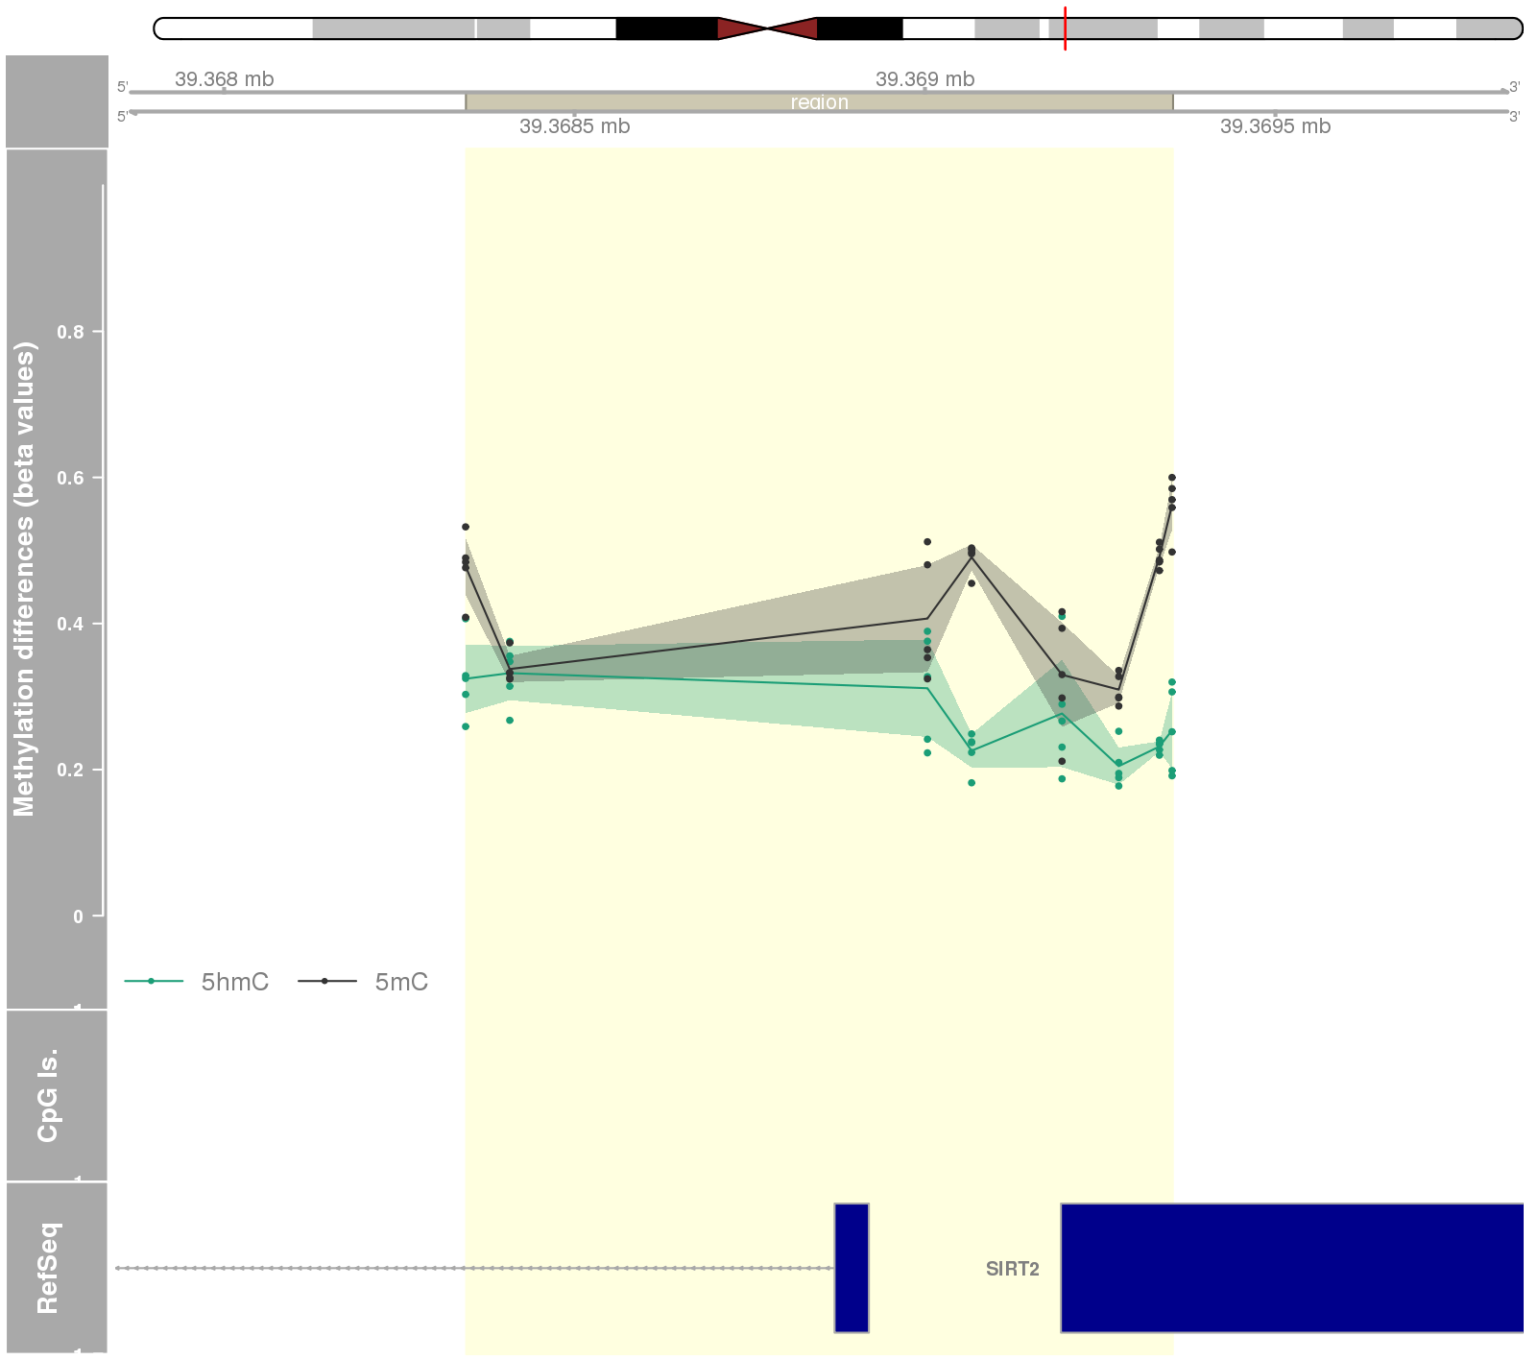 39.368 mb
39.369 mb
5'
3'
region
5'
3'
39.3685 mb
39.3695 mb
Methylation differences (beta values)
0.8
0.6
0.4
0.2
0
5hmC
5mC
CpG Is.
RefSeq
SIRT2